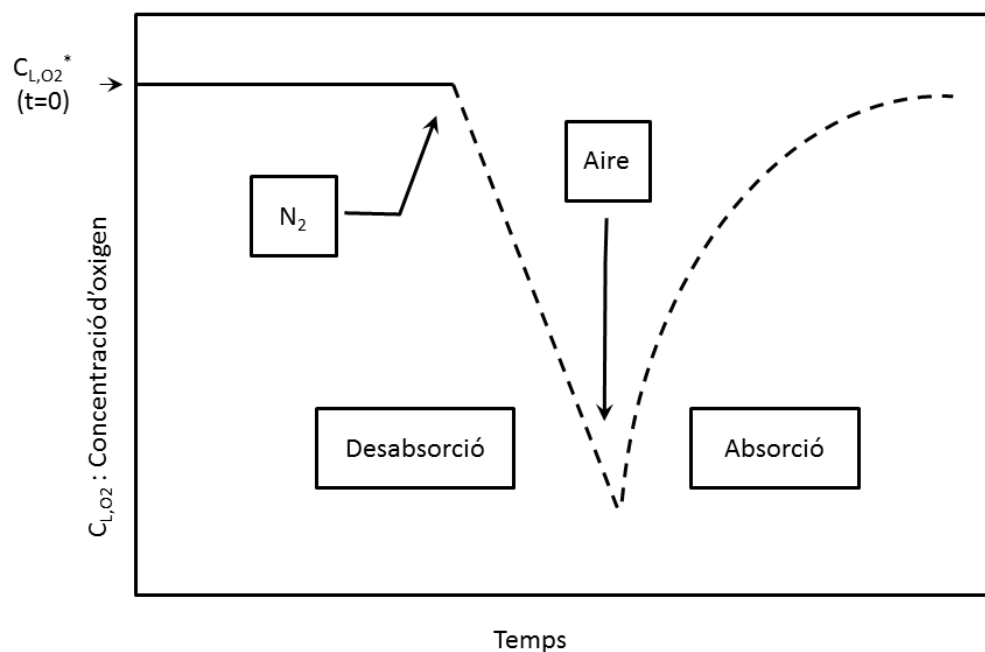 C_L,O2*
(t=0)
N2
Aire
Desabsorció
Absorció
C_L,O2 : Concentració d'oxigen
Temps